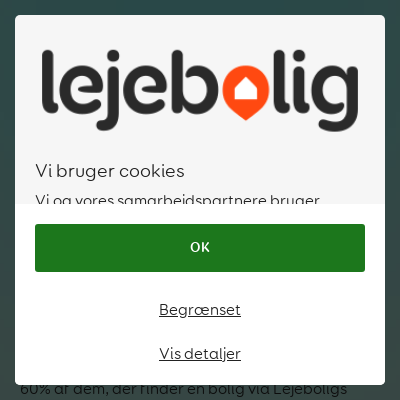 lejebolig
Vi bruger cookies
Vi og vores samarbejdspartnere bruger
OK
Begrænset
Vis detaljer
60% af dem, der finder en bolig via Lejeboligs